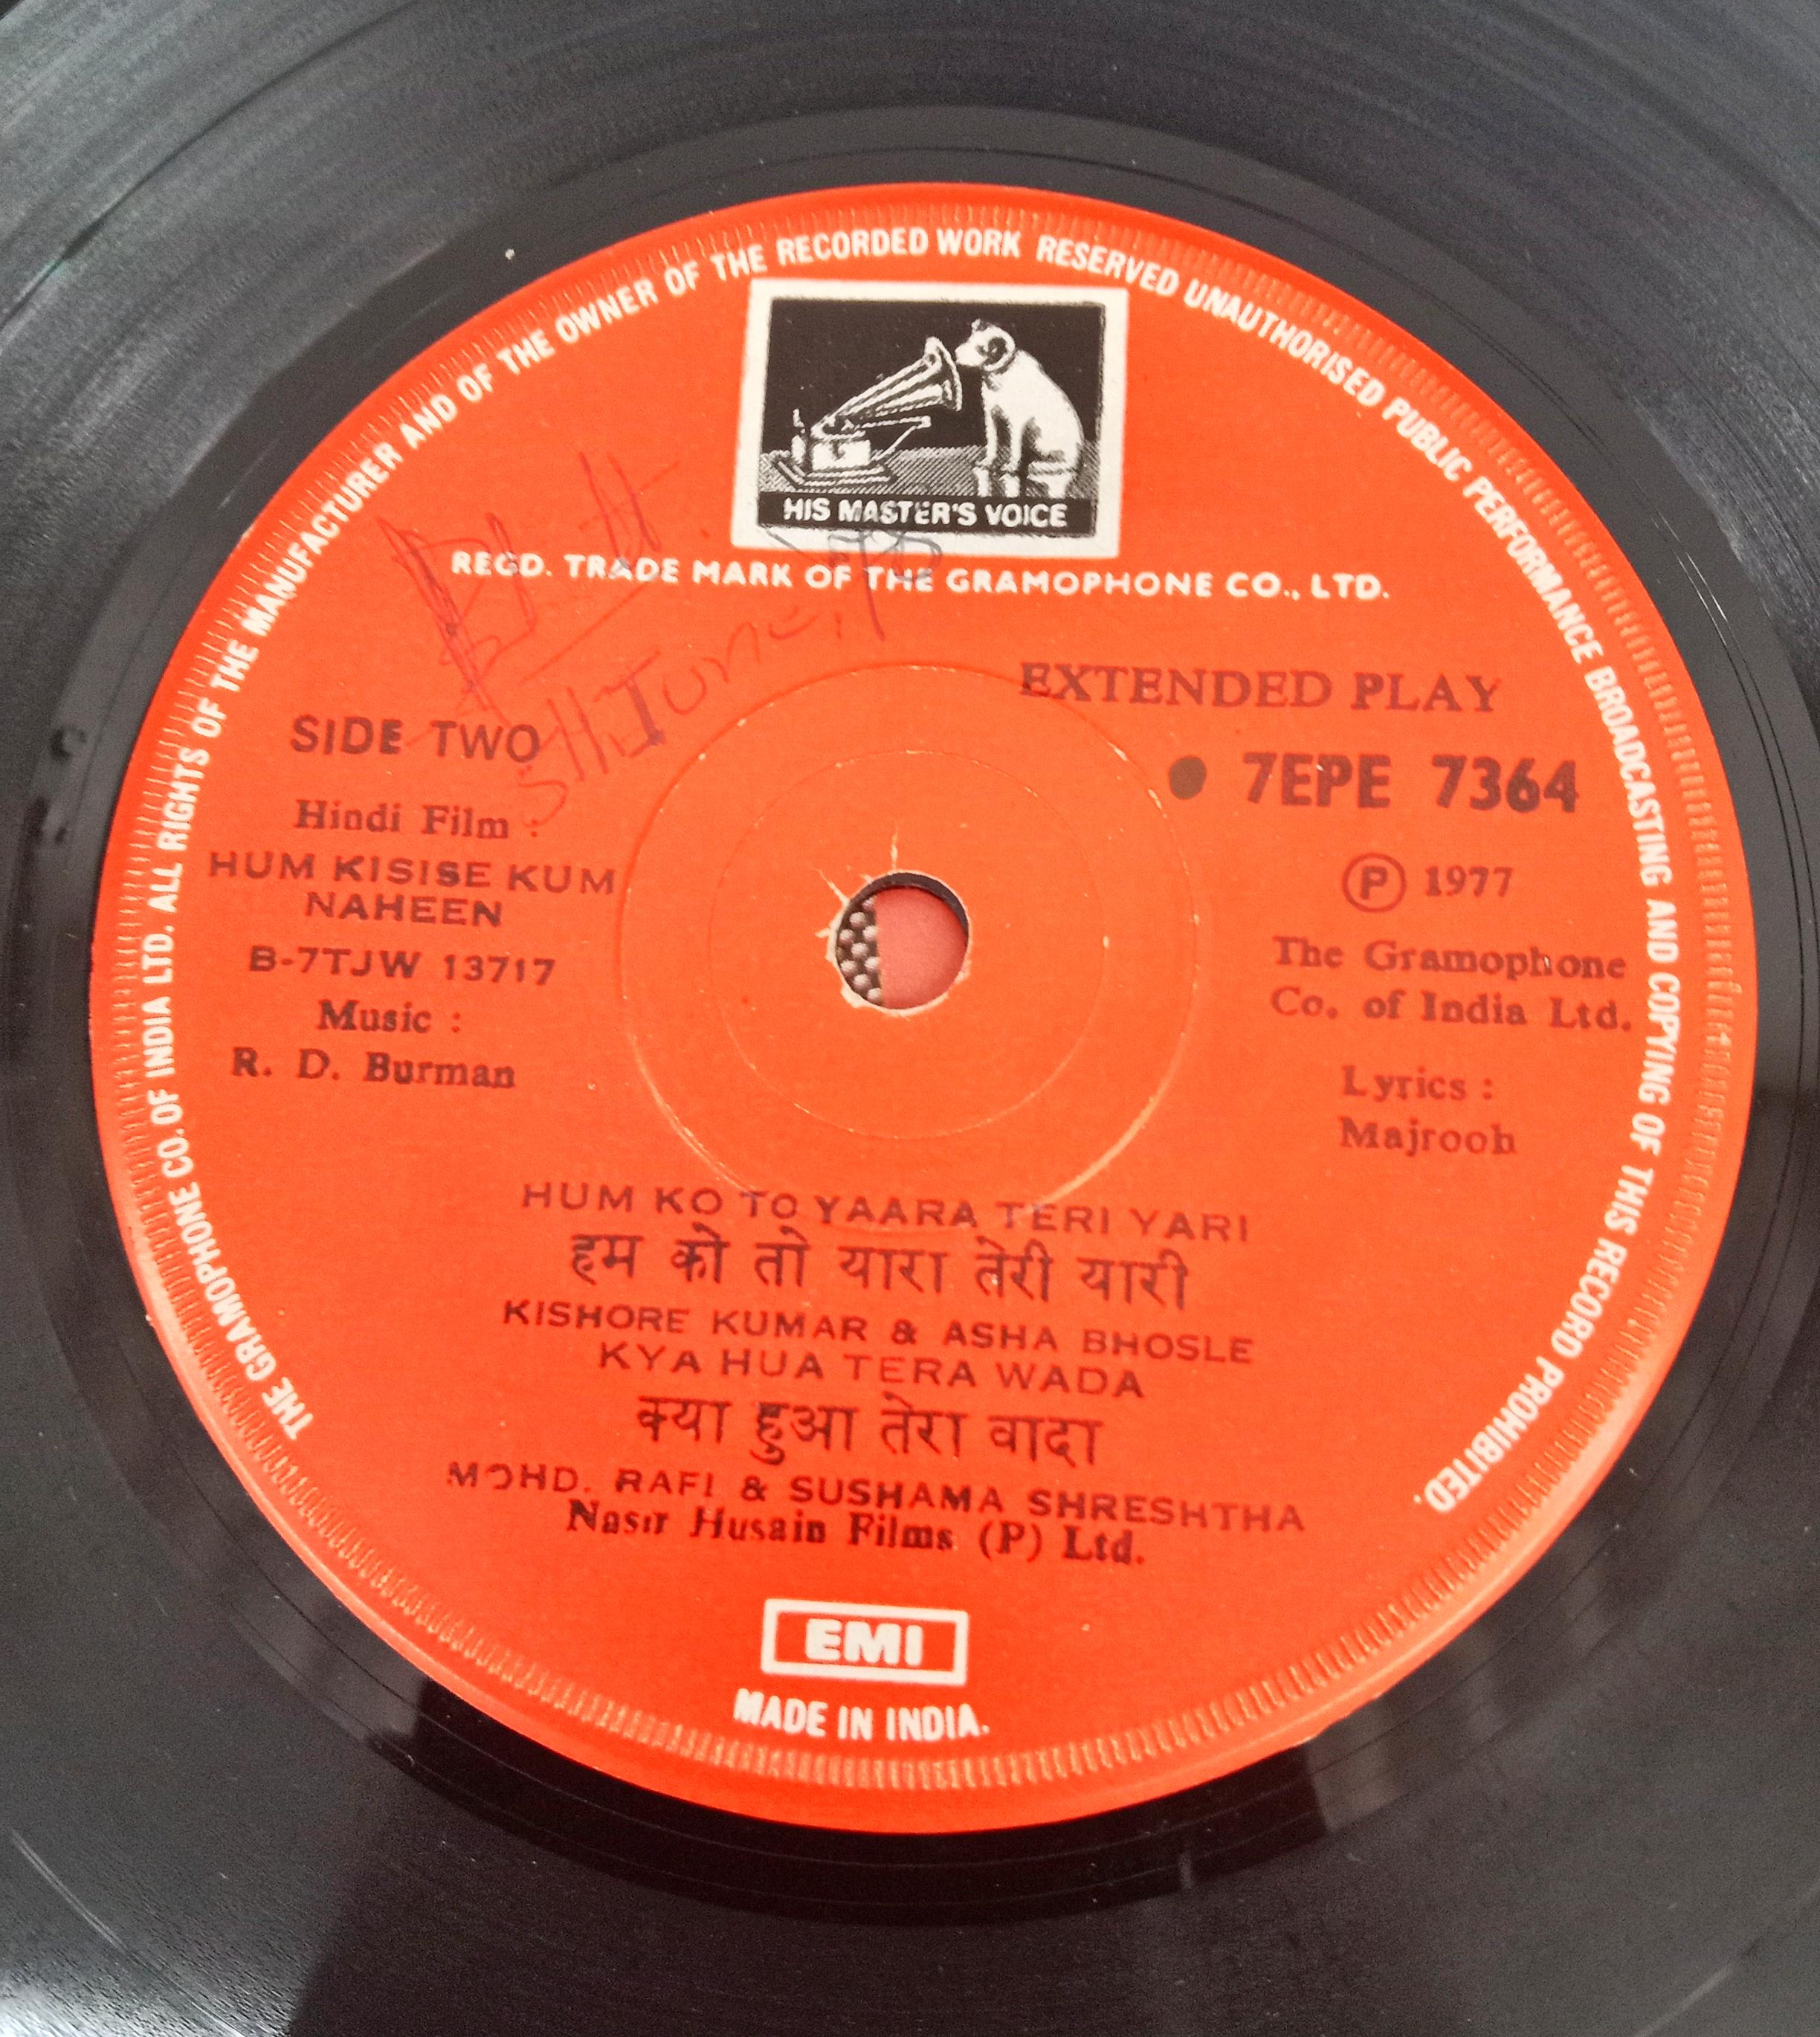 THE GRAMOPHONE CO. OF INDIA LTD. ALL RIGHTS OF THE MANUFACTURER AND OF THE OWNER OF THE RECORDED WORK RESERVED UNAUTHORISED PUBLIC PERFORMANCE BROADCASTING AND COPYING OF THIS RECORD PROHIBITED.
HIS MASTER'S VOICE
REGD. TRADE MARK OF THE GRAMOPHONE CO., LTD.
SIDE TWO
Hindi Film :
HUM KISISE KUM
NAHEEN
B-7TJW 13717
Music :
R. D. Burman
EXTENDED PLAY
● 7EPE 7364
Ⓟ 1977
The Gramophone
Co. of India Ltd.
Lyrics :
Majrooh
HUM KO TO YAARA TERI YARI
हम को तो यारा तेरी यारी
KISHORE KUMAR & ASHA BHOSLE
KYA HUA TERA WADA
क्या हुआ तेरा वादा
MOHD. RAFI & SUSHAMA SHRESHTHA
Nasir Husain Films (P) Ltd.
EMI
MADE IN INDIA.